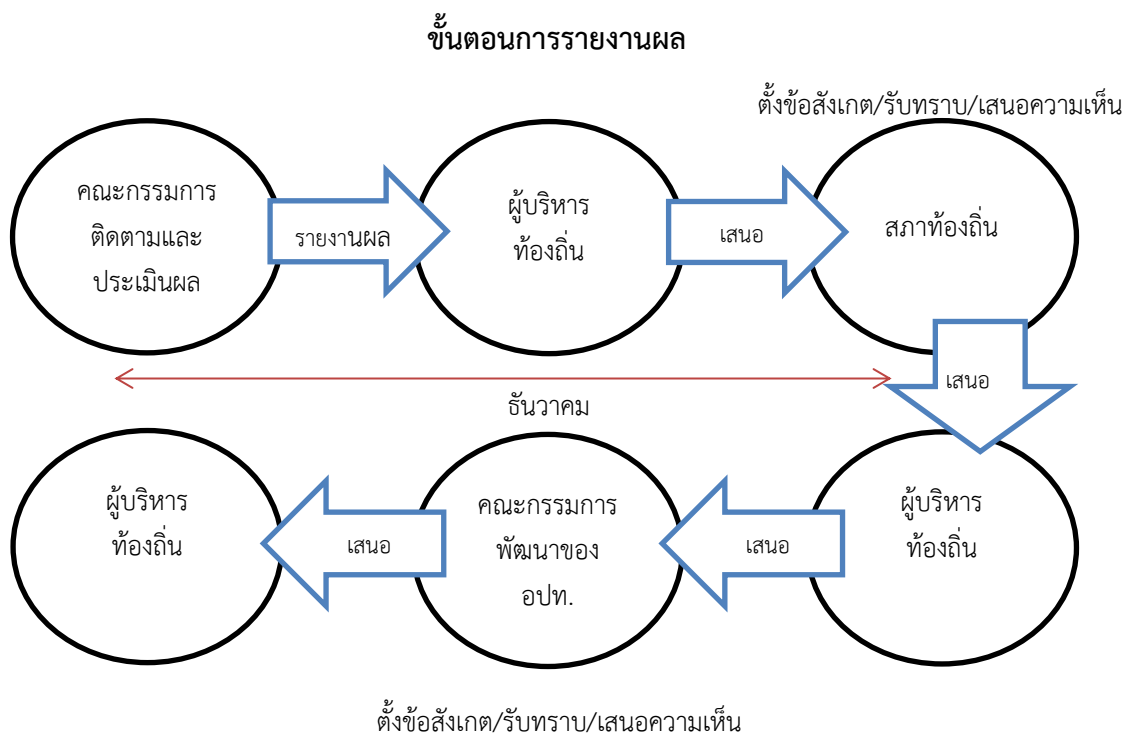 ขั้นตอนการรายงานผล
ตั้งข้อสังเกต/รับทราบ/เสนอความเห็น
คณะกรรมการ
ติดตามและ
ประเมินผล
รายงานผล
ผู้บริหาร
ท้องถิ่น
เสนอ
สภาท้องถิ่น
เสนอ
ธันวาคม
ผู้บริหาร
ท้องถิ่น
เสนอ
คณะกรรมการ
พัฒนาของ
อปท.
เสนอ
ผู้บริหาร
ท้องถิ่น
ตั้งข้อสังเกต/รับทราบ/เสนอความเห็น